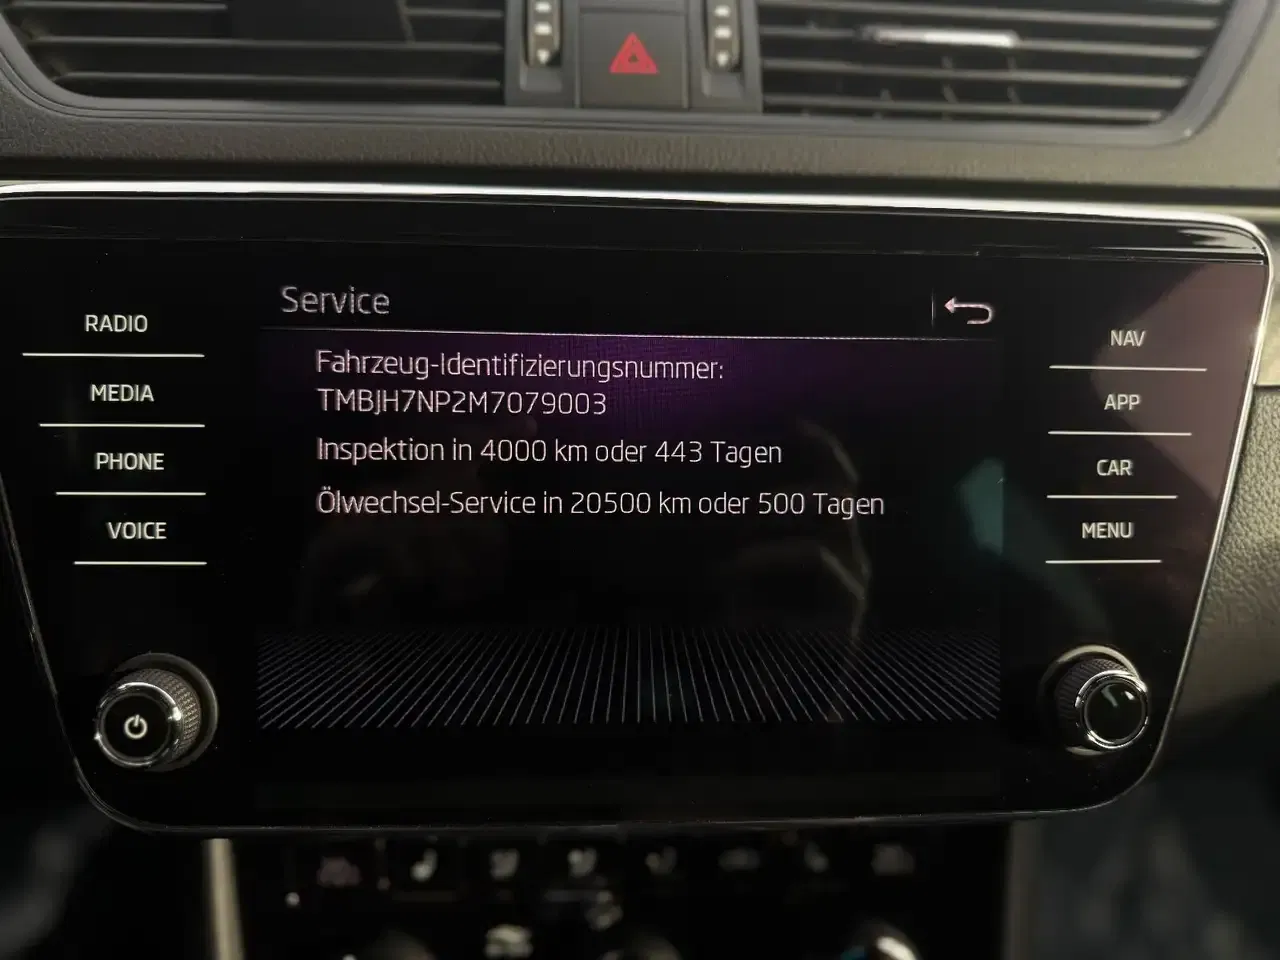 Service
RADIO
MEDIA
PHONE
VOICE
Fahrzeug-Identifizierungsnummer:
TMBJH7NP2M7079003
Inspektion in 4000 km oder 443 Tagen
Ölwechsel-Service in 20500 km oder 500 Tagen
NAV
APP
CAR
MENU